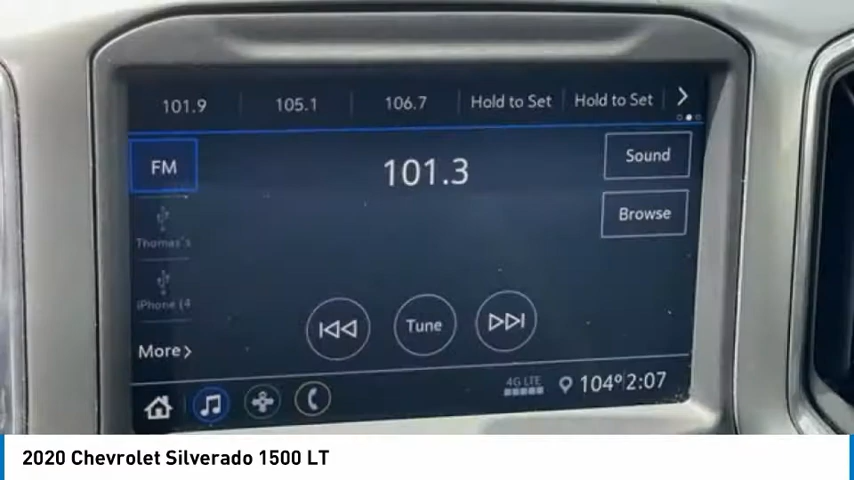 101.9 105.1 106.7 Hold to Set Hold to Set
FM 101.3 Sound
Browse
Thomas's
iPhone (4
More Tune
4G LTE 104° 2:07
2020 Chevrolet Silverado 1500 LT